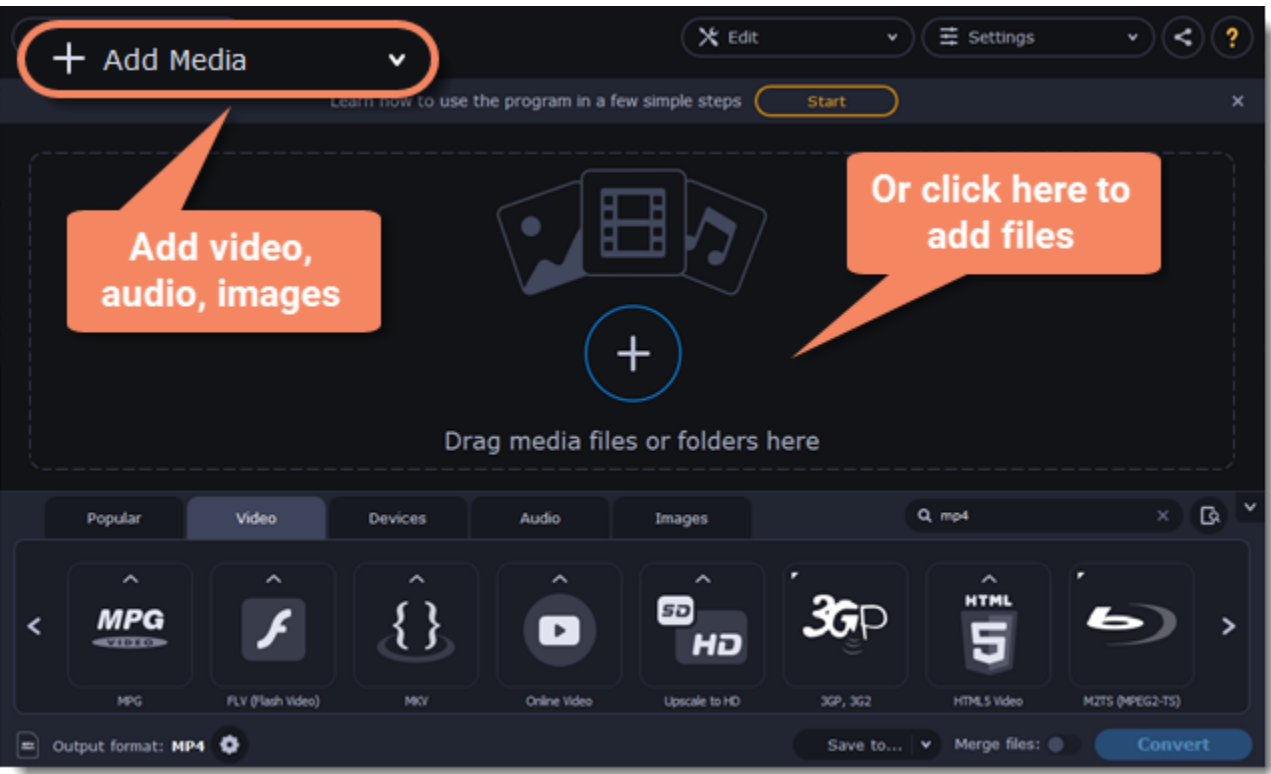 Add Media
Edit
Settings
?
Learn how to use the program in a few simple steps
Start
Add video,
audio, images
Or click here to
add files
Drag media files or folders here
Popular
Video
Devices
Audio
Images
mp4
MPG
VIDEO
{ }
SD
HD
3GP
HTML
5
MPG
FLV (Flash Video)
MKV
Online Video
Upscale to HD
3GP, 3G2
HTML5 Video
M2TS (MPEG2-TS)
Output format: MP4
Save to...
Merge files:
Convert